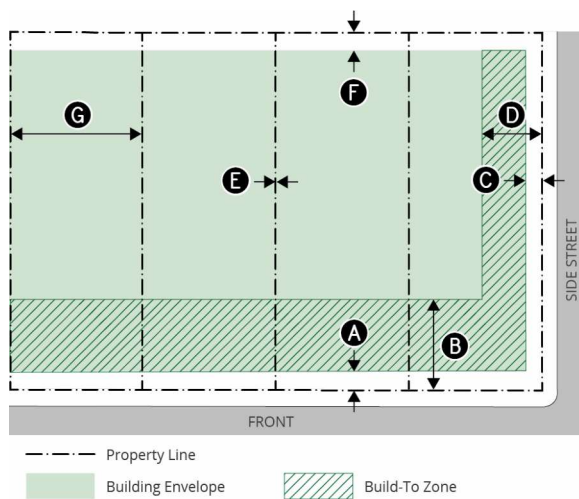 F
G
D
E
C
SIDE STREET
A
B
FRONT
Property Line
Building Envelope
Build-To Zone